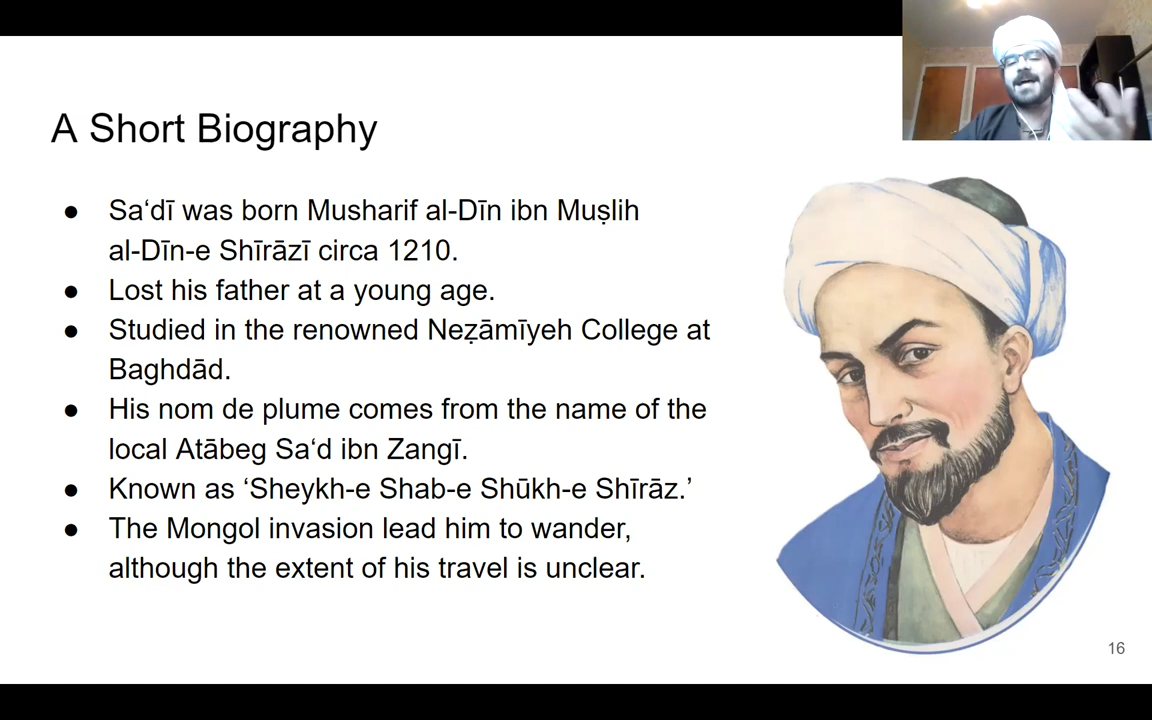 A Short Biography
● Sa‘dī was born Musharif al-Dīn ibn Muṣlih
al-Dīn-e Shīrāzī circa 1210.
● Lost his father at a young age.
● Studied in the renowned Neẓāmīyeh College at
Baghdād.
● His nom de plume comes from the name of the
local Atābeg Sa‘d ibn Zangī.
● Known as ‘Sheykh-e Shab-e Shūkh-e Shīrāz.’
● The Mongol invasion lead him to wander,
although the extent of his travel is unclear.
16